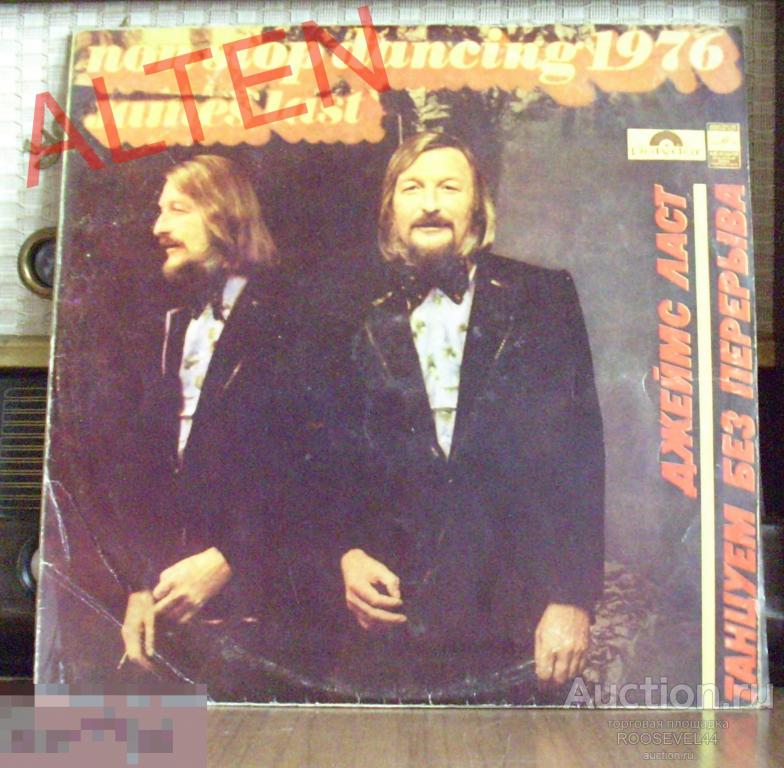 non stop dancing 1976
James Last
ALTEN
polydor
ДЖЕЙМС ЛАСТ
ТАНЦУЕМ БЕЗ ПЕРЕРЫВА
Auction.ru
торговая площадка
ROOSEVEL44
auction.ru